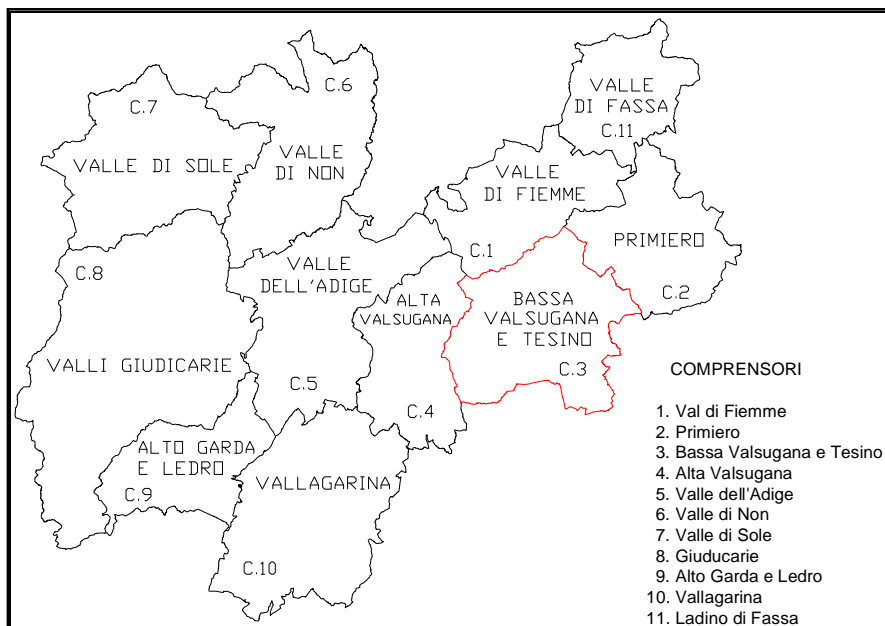 C.7
VALLE DI SOLE
C.6
VALLE
DI NON
VALLE
DI FASSA
C.11
VALLE
DI FIEMME
C.1
PRIMIERO
C.2
C.8
VALLI GIUDICARIE
VALLE
DELL'ADIGE
C.5
ALTA
VALSUGANA
C.4
BASSA
VALSUGANA
E TESINO
C.3
ALTO GARDA
E LEDRO
C.9
VALLAGARINA
C.10
COMPRENSORI
1. Val di Fiemme
2. Primiero
3. Bassa Valsugana e Tesino
4. Alta Valsugana
5. Valle dell'Adige
6. Valle di Non
7. Valle di Sole
8. Giuducarie
9. Alto Garda e Ledro
10. Vallagarina
11. Ladino di Fassa